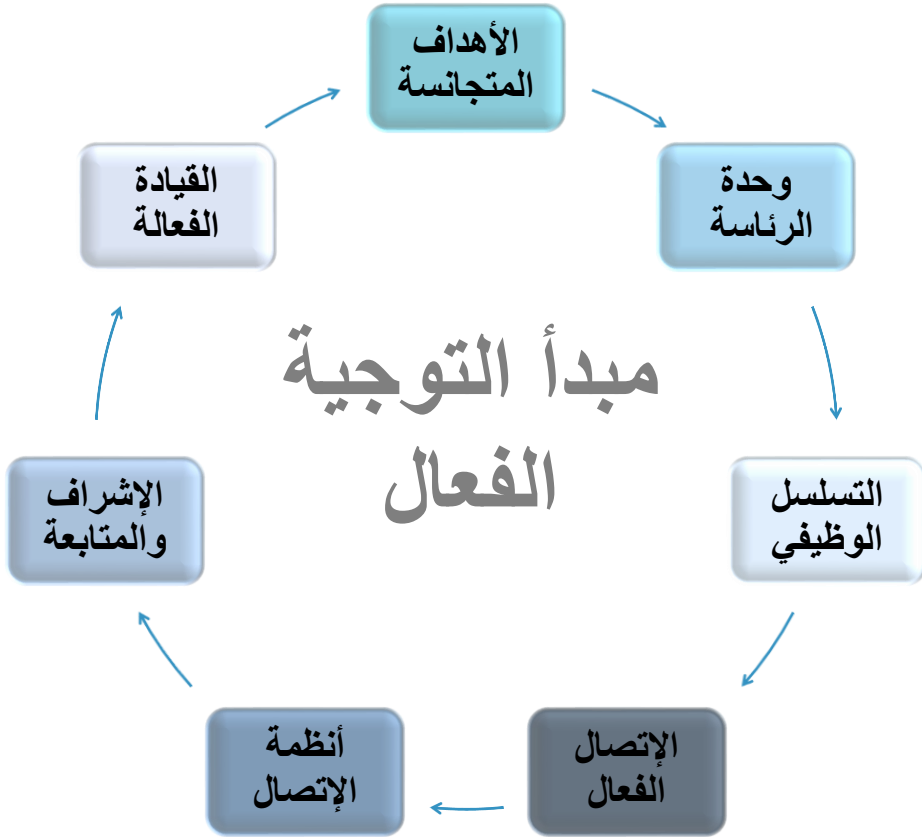 الأهداف
المتجانسة
وحدة
الرئاسة
التسلسل
الوظيفي
الإتصال
الفعال
أنظمة
الإتصال
الإشراف
والمتابعة
القيادة
الفعالة
مبدأ التوجية
الفعال